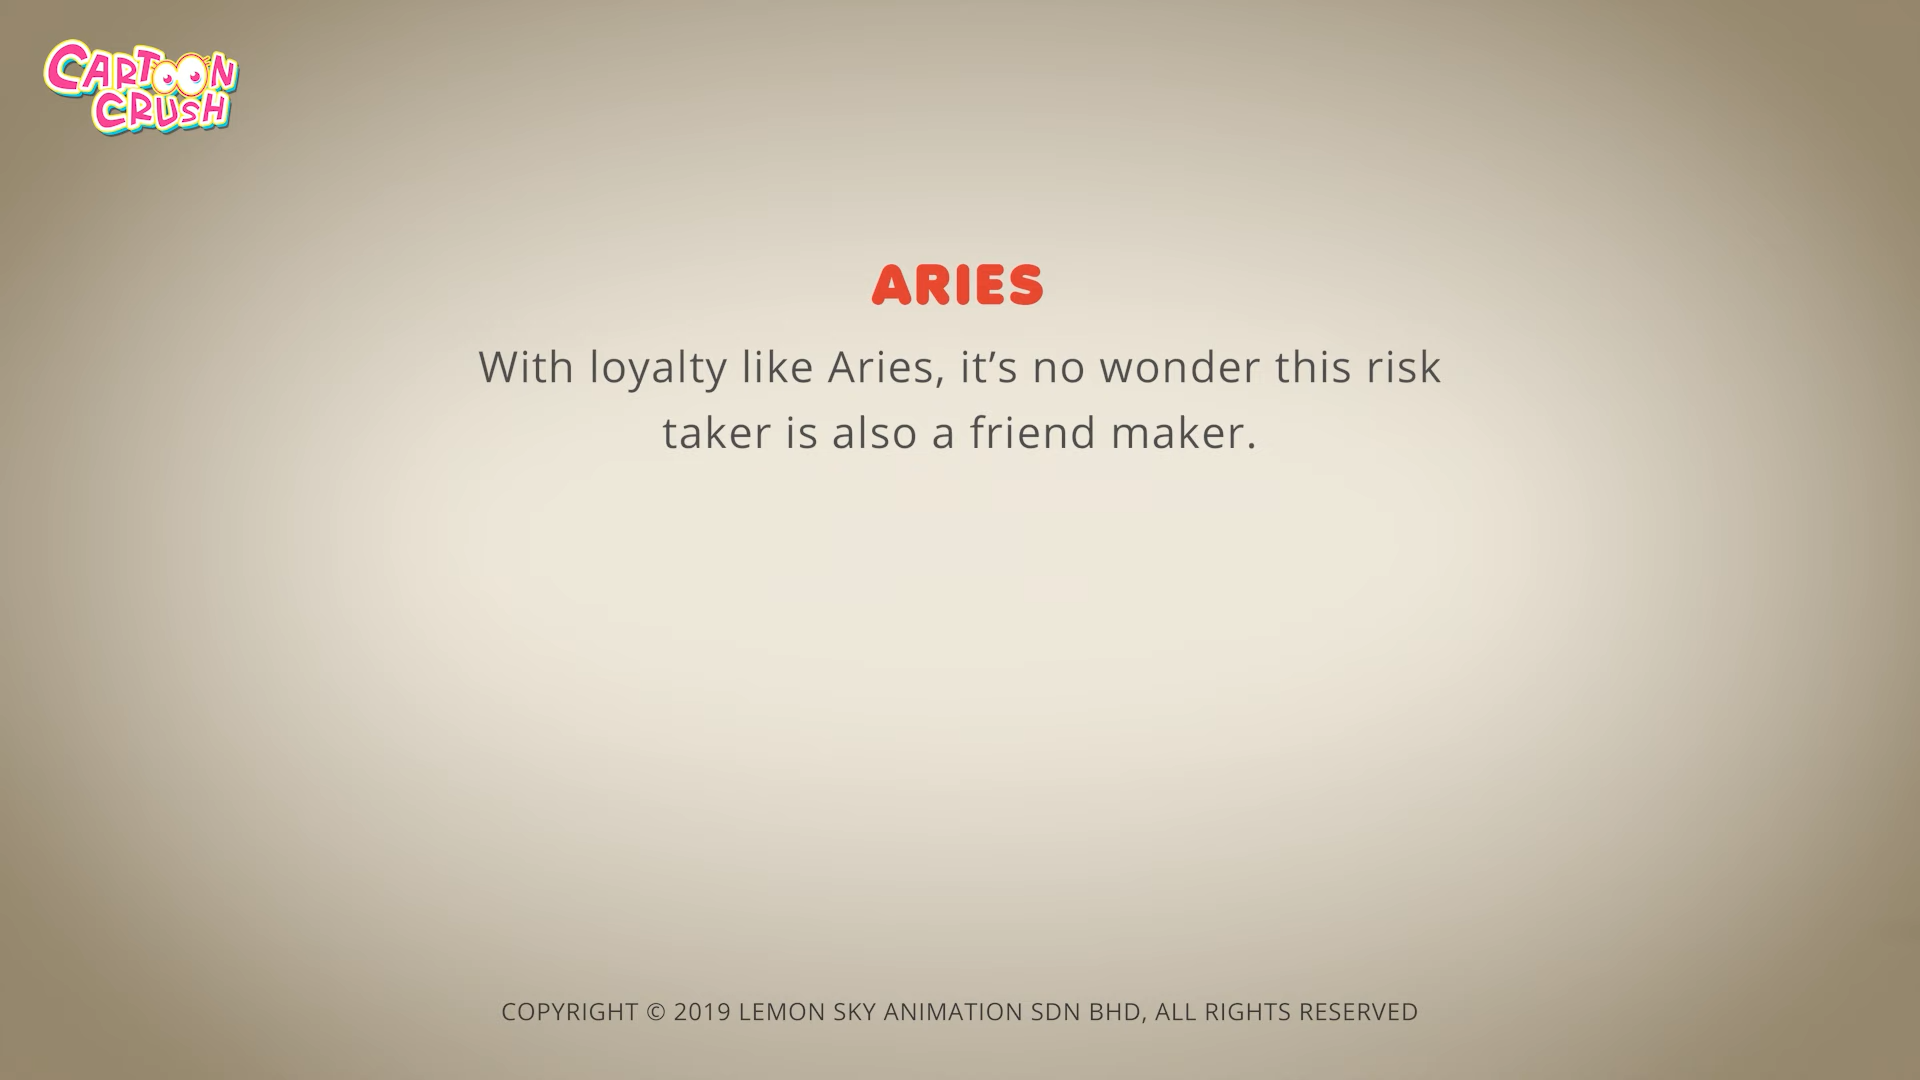 CARTOON
CRUSH
ARIES
With loyalty like Aries, it’s no wonder this risk
taker is also a friend maker.
COPYRIGHT © 2019 LEMON SKY ANIMATION SDN BHD, ALL RIGHTS RESERVED